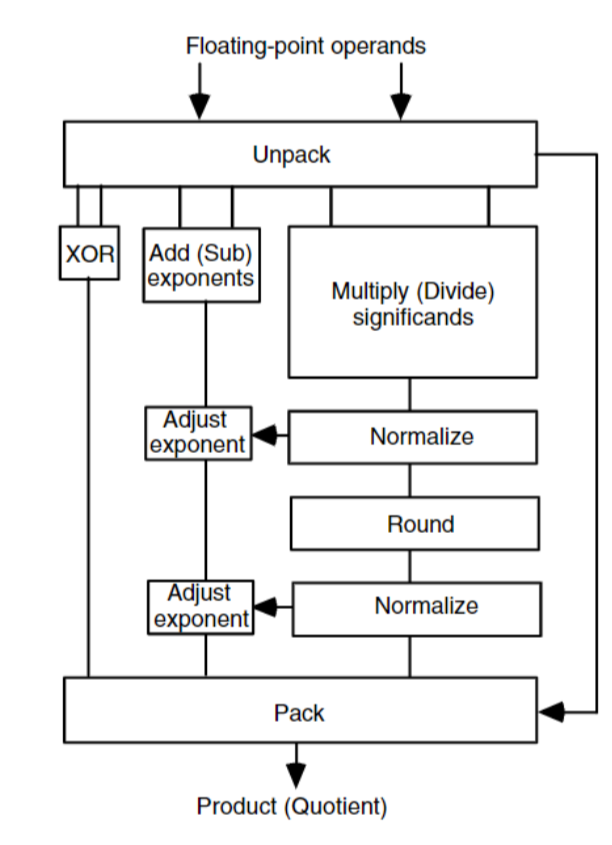 Floating-point operands
Unpack
XOR
Add (Sub)
exponents
Multiply (Divide)
significands
Adjust
exponent
Normalize
Round
Adjust
exponent
Normalize
Pack
Product (Quotient)